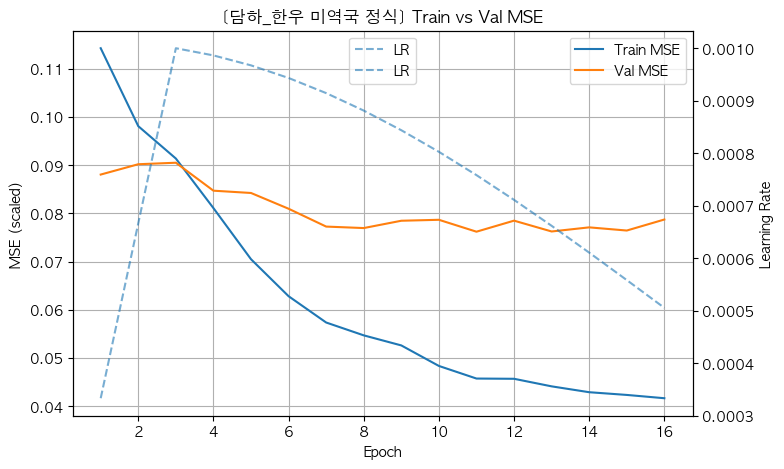 [담하_한우 미역국 정식] Train vs Val MSE
LR
LR
Train MSE
Val MSE
MSE (scaled)
0.11
0.10
0.09
0.08
0.07
0.06
0.05
0.04
0.0010
0.0009
0.0008
0.0007
0.0006
0.0005
0.0004
0.0003
Learning Rate
2 4 6 8 10 12 14 16
Epoch